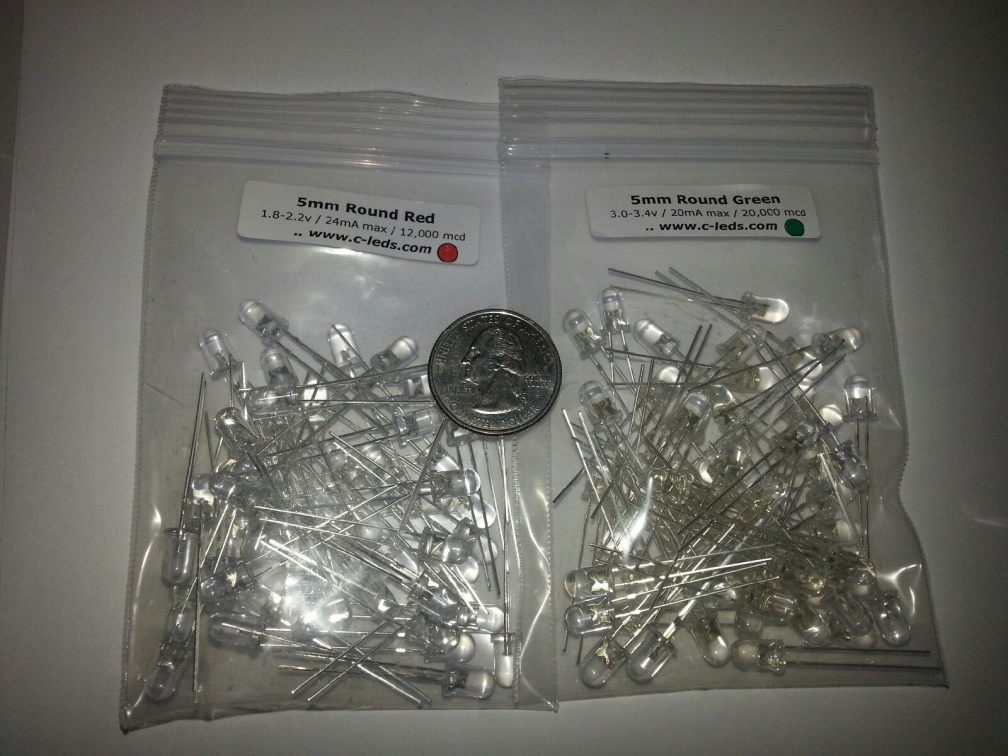 5mm Round Red
1.8-2.2v / 24mA max / 12,000 mcd
.. www.c-leds.com
5mm Round Green
3.0-3.4v / 20mA max / 20,000 mcd
.. www.c-leds.com